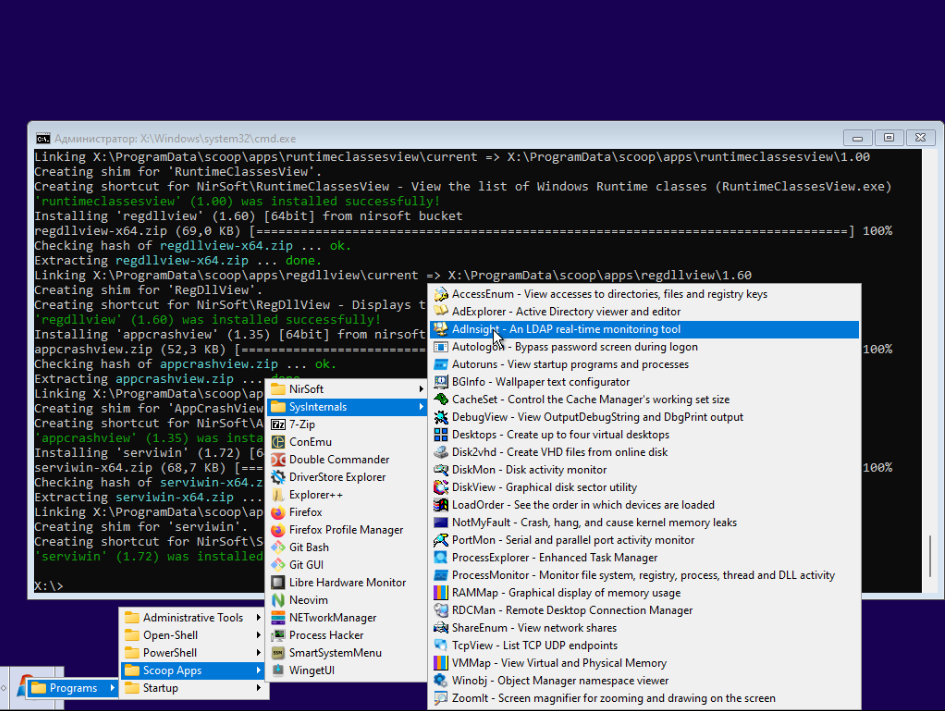 Администратор: X:\Windows\system32\cmd.exe
Linking X:\ProgramData\scoop\apps\runtimeclassesview\current => X:\ProgramData\scoop\apps\runtimeclassesview\1.00
Creating shim for 'RuntimeClassesView'.
Creating shortcut for NirSoft\RuntimeClassesView - View the list of Windows Runtime classes (RuntimeClassesView.exe)
'runtimeclassesview' (1.00) was installed successfully!
Installing 'regdllview' (1.60) [64bit] from nirsoft bucket
regdllview-x64.zip (69,0 KB) [===============================================================================] 100%
Checking hash of regdllview-x64.zip ... ok.
Extracting regdllview-x64.zip ... done.
Linking X:\ProgramData\scoop\apps\regdllview\current => X:\ProgramData\scoop\apps\regdllview\1.60
Creating shim for 'RegDllView'.
Creating shortcut for NirSoft\RegDllView - Displays t
'regdllview' (1.60) was installed successfully!
Installing 'appcrashview' (1.35) [64bit] from nirsoft
appcrashview.zip (52,3 KB) [========================= 100%
Checking hash of appcrashview.zip ... ok.
Extracting appcrashview.zip ... done.
Linking X:\ProgramData\scoop\ap
Creating shim for 'AppCrashView
Creating shortcut for NirSoft\A
'appcrashview' (1.35) was insta
Installing 'serviwin' (1.72) [6
serviwin-x64.zip (68,7 KB) [=== 100%
Checking hash of serviwin-x64.z
Extracting serviwin-x64.zip ...
Linking X:\ProgramData\scoop\ap
Creating shim for 'serviwin'.
Creating shortcut for NirSoft\S
'serviwin' (1.72) was installed
X:\>
Programs
Administrative Tools
Open-Shell
PowerShell
Scoop Apps
Startup
NirSoft
SysInternals
7-Zip
ConEmu
Double Commander
DriverStore Explorer
Explorer++
Firefox
Firefox Profile Manager
Git Bash
Git GUI
Libre Hardware Monitor
Neovim
NETworkManager
Process Hacker
SmartSystemMenu
WingetUI
AccessEnum - View accesses to directories, files and registry keys
AdExplorer - Active Directory viewer and editor
AdInsight - An LDAP real-time monitoring tool
Autologon - Bypass password screen during logon
Autoruns - View startup programs and processes
BGInfo - Wallpaper text configurator
CacheSet - Control the Cache Manager's working set size
DebugView - View OutputDebugString and DbgPrint output
Desktops - Create up to four virtual desktops
Disk2vhd - Create VHD files from online disk
DiskMon - Disk activity monitor
DiskView - Graphical disk sector utility
LoadOrder - See the order in which devices are loaded
NotMyFault - Crash, hang, and cause kernel memory leaks
PortMon - Serial and parallel port activity monitor
ProcessExplorer - Enhanced Task Manager
ProcessMonitor - Monitor file system, registry, process, thread and DLL activity
RAMMap - Graphical display of memory usage
RDCMan - Remote Desktop Connection Manager
ShareEnum - View network shares
TcpView - List TCP UDP endpoints
VMMap - View Virtual and Physical Memory
Winobj - Object Manager namespace viewer
ZoomIt - Screen magnifier for zooming and drawing on the screen